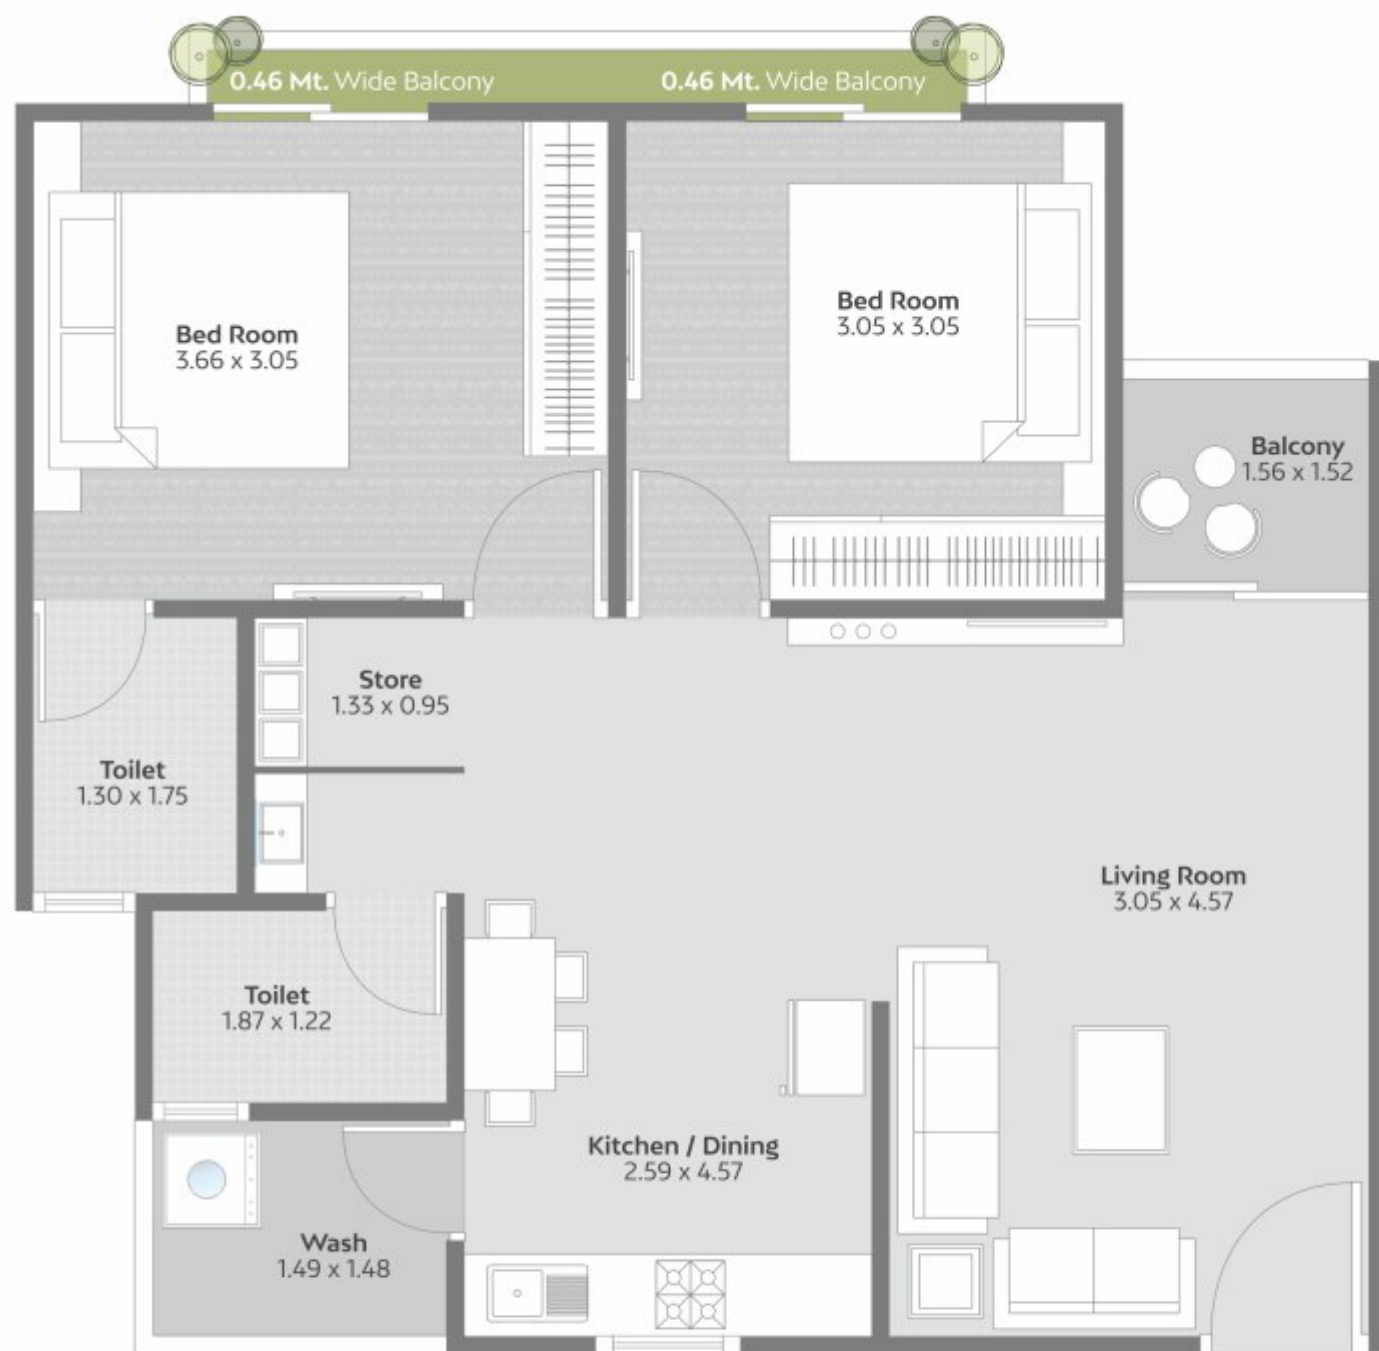 0.46 Mt. Wide Balcony
0.46 Mt. Wide Balcony
Bed Room
3.66 x 3.05
Bed Room
3.05 x 3.05
Balcony
1.56 x 1.52
Store
1.33 x 0.95
Toilet
1.30 x 1.75
Living Room
3.05 x 4.57
Toilet
1.87 x 1.22
Kitchen / Dining
2.59 x 4.57
Wash
1.49 x 1.48